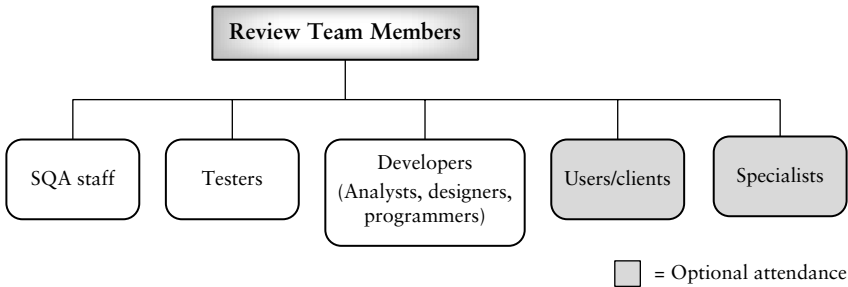 Review Team Members
SQA staff
Testers
Developers
(Analysts, designers,
programmers)
Users/clients
Specialists
= Optional attendance